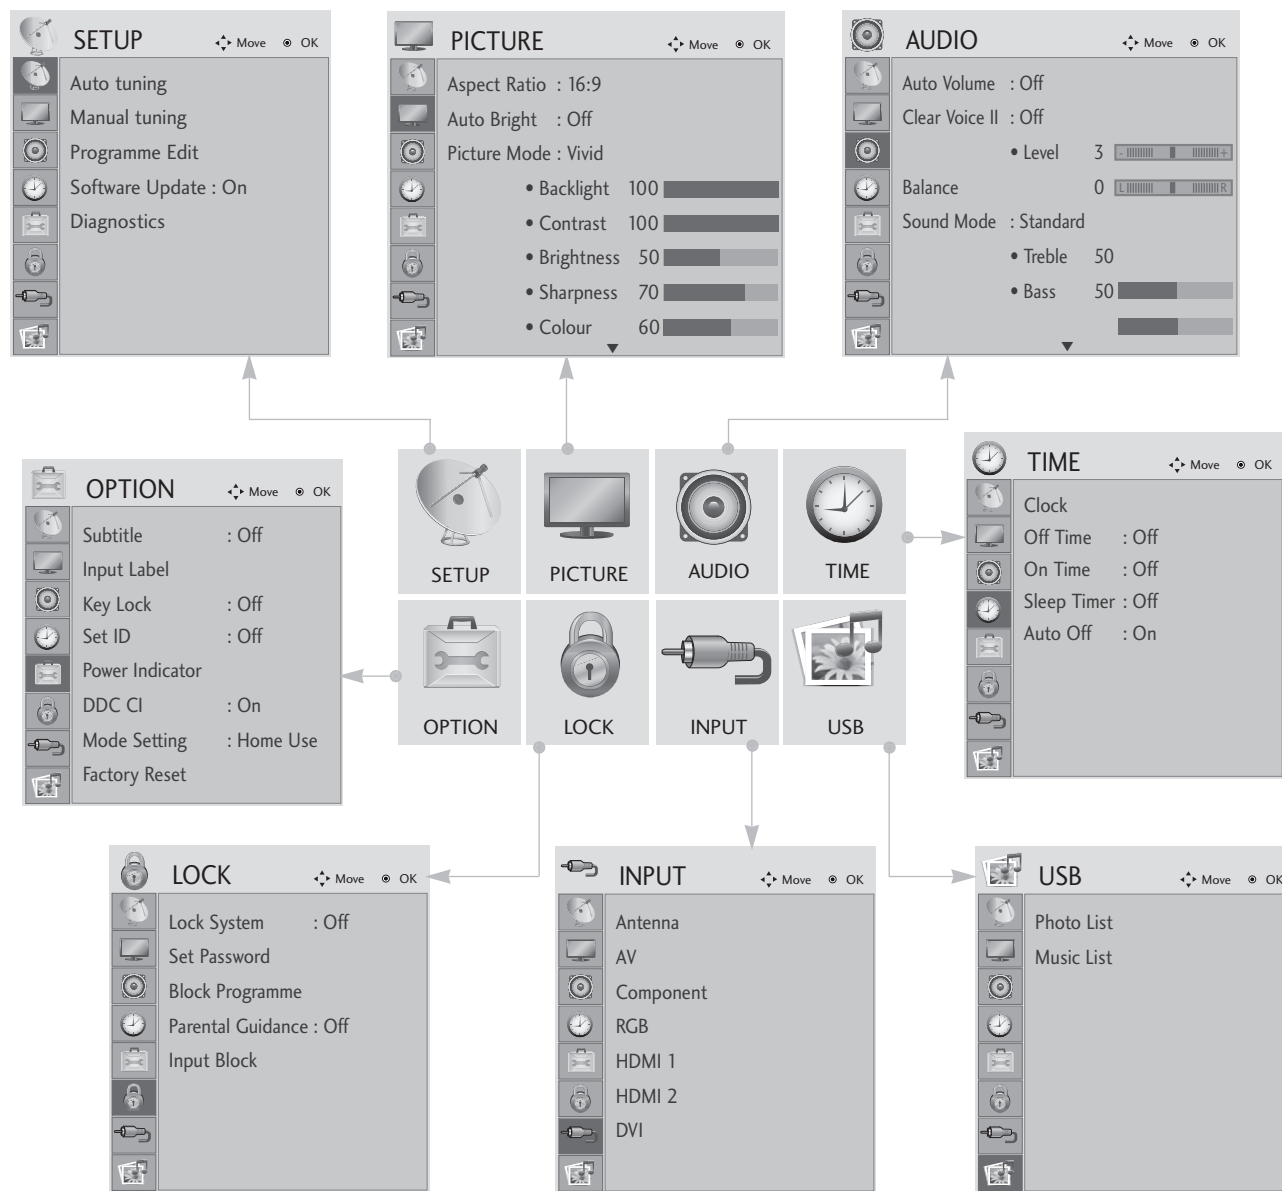 SETUP
Move OK
Auto tuning
Manual tuning
Programme Edit
Software Update : On
Diagnostics
PICTURE
Move OK
Aspect Ratio : 16:9
Auto Bright : Off
Picture Mode : Vivid
• Backlight 100
• Contrast 100
• Brightness 50
• Sharpness 70
• Colour 60
AUDIO
Move OK
Auto Volume : Off
Clear Voice II : Off
• Level 3 - +
Balance 0 L R
Sound Mode : Standard
• Treble 50
• Bass 50
OPTION
Move OK
Subtitle : Off
Input Label
Key Lock : Off
Set ID : Off
Power Indicator
DDC CI : On
Mode Setting : Home Use
Factory Reset
SETUP
PICTURE
AUDIO
TIME
OPTION
LOCK
INPUT
USB
TIME
Move OK
Clock
Off Time : Off
On Time : Off
Sleep Timer : Off
Auto Off : On
LOCK
Move OK
Lock System : Off
Set Password
Block Programme
Parental Guidance : Off
Input Block
INPUT
Move OK
Antenna
AV
Component
RGB
HDMI 1
HDMI 2
DVI
USB
Move OK
Photo List
Music List